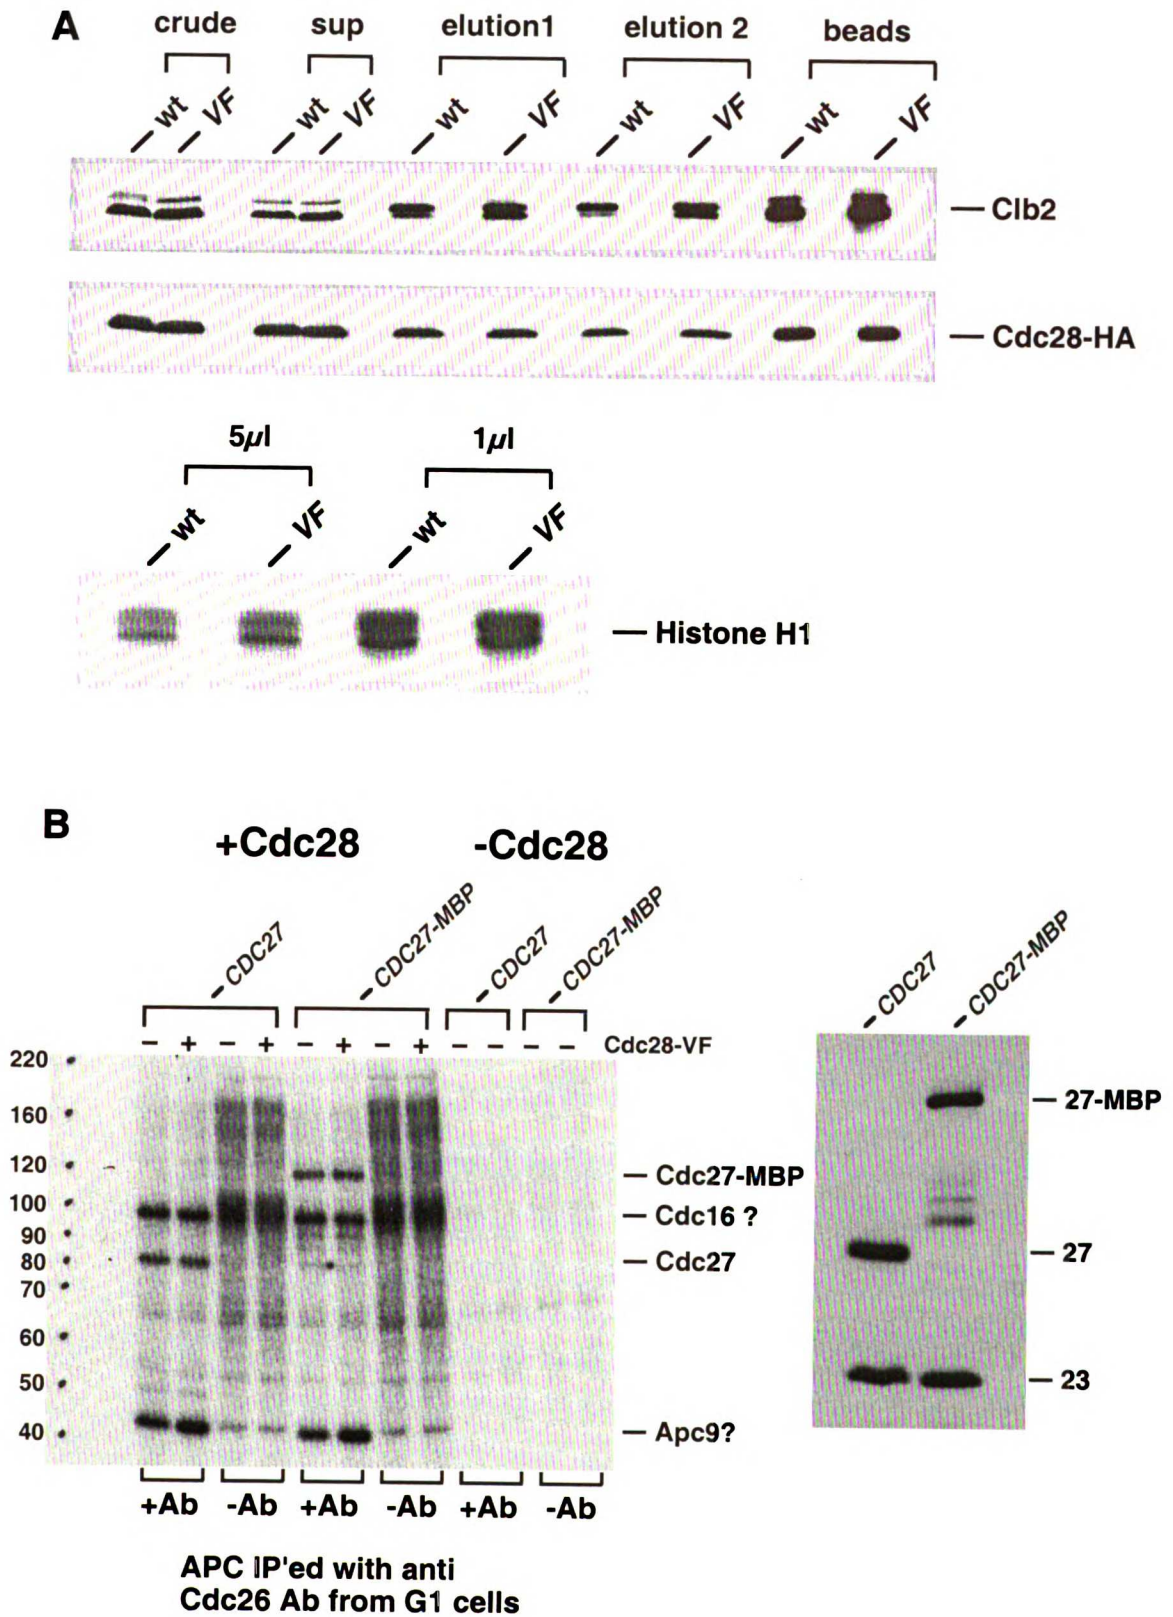 A
crude sup elution1 elution 2 beads
wt VF wt VF wt VF wt VF wt VF
Clb2
Cdc28-HA
5µl 1µl
wt VF wt VF
Histone H1
B
+Cdc28 -Cdc28
CDC27 CDC27-MBP CDC27 CDC27-MBP CDC27 CDC27-MBP
- + - + - + - + - - - - Cdc28-VF
220
160
120
100
90
80
70
60
50
40
Cdc27-MBP
Cdc16 ?
Cdc27
Apc9?
27-MBP
27
23
+Ab -Ab +Ab -Ab +Ab -Ab
APC IP'ed with anti
Cdc26 Ab from G1 cells